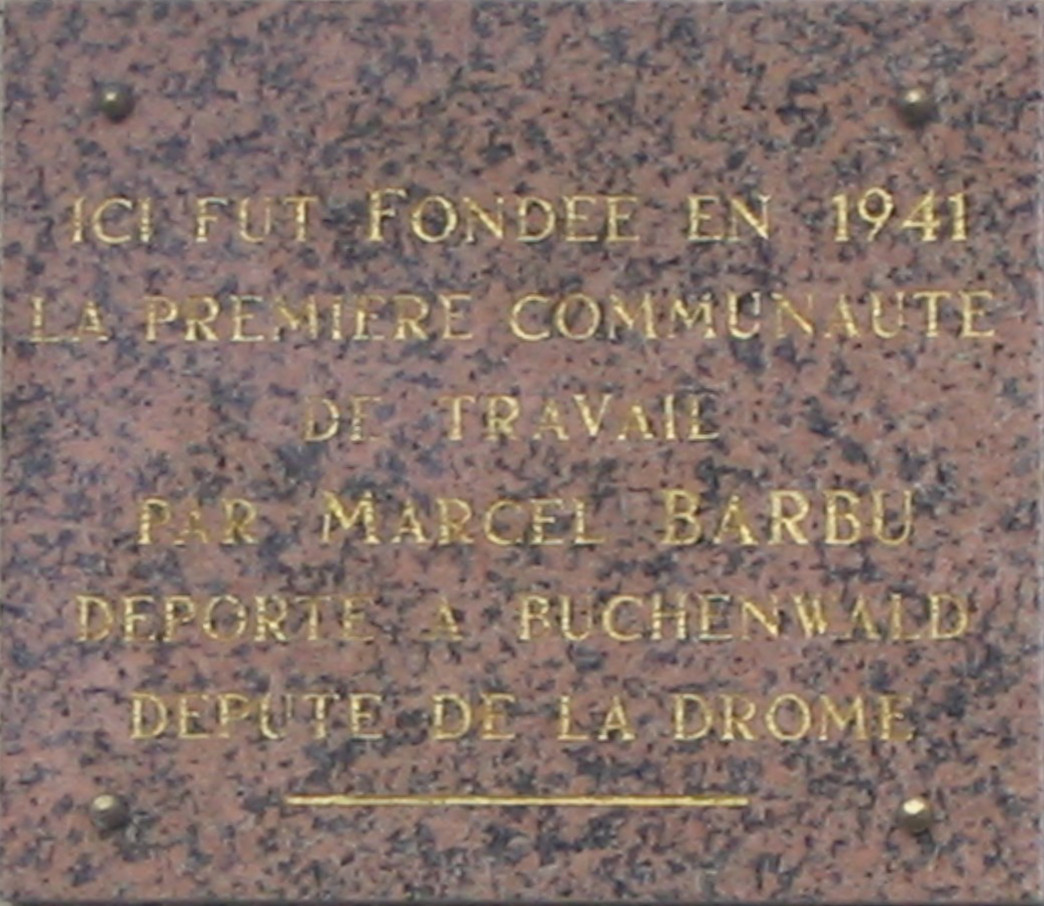 ICI FUT FONDEE EN 1941
LA PREMIERE COMMUNAUTE
DE TRAVAIL
PAR MARCEL BARBU
DEPORTE A BUCHENWALD
DEPUTE DE LA DROME